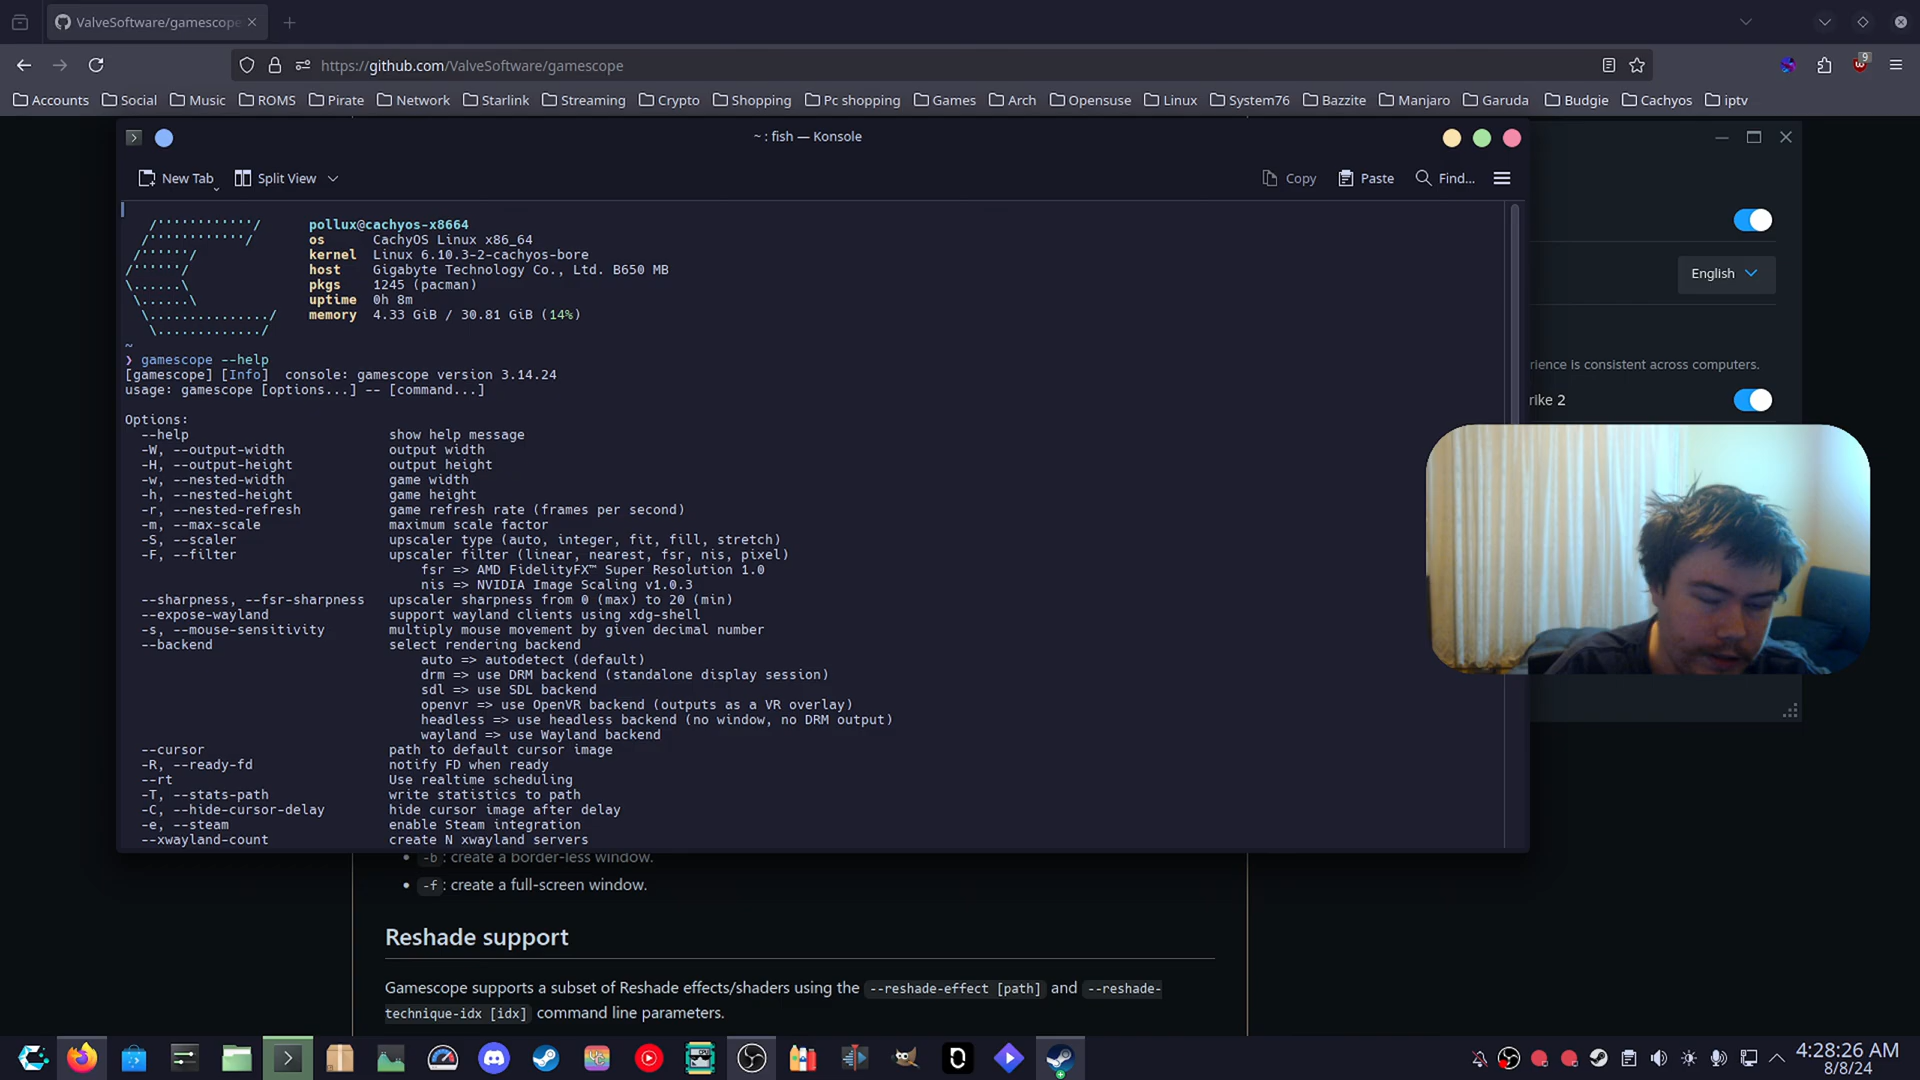 ValveSoftware/gamescope
https://github.com/ValveSoftware/gamescope
9
Accounts Social Music ROMS Pirate Network Starlink Streaming Crypto Shopping Pc shopping Games Arch Opensuse Linux System76 Bazzite Manjaro Garuda Budgie Cachyos iptv
~ : fish — Konsole
New Tab Split View Copy Paste Find...
pollux@cachyos-x8664
os CachyOS Linux x86_64
kernel Linux 6.10.3-2-cachyos-bore
host Gigabyte Technology Co., Ltd. B650 MB
pkgs 1245 (pacman)
uptime 0h 8m
memory 4.33 GiB / 30.81 GiB (14%)
~
❯ gamescope --help
[gamescope] [Info]  console: gamescope version 3.14.24
usage: gamescope [options...] -- [command...]
Options:
--help show help message
-W, --output-width output width
-H, --output-height output height
-w, --nested-width game width
-h, --nested-height game height
-r, --nested-refresh game refresh rate (frames per second)
-m, --max-scale maximum scale factor
-S, --scaler upscaler type (auto, integer, fit, fill, stretch)
-F, --filter upscaler filter (linear, nearest, fsr, nis, pixel)
fsr => AMD FidelityFX™ Super Resolution 1.0
nis => NVIDIA Image Scaling v1.0.3
--sharpness, --fsr-sharpness upscaler sharpness from 0 (max) to 20 (min)
--expose-wayland support wayland clients using xdg-shell
-s, --mouse-sensitivity multiply mouse movement by given decimal number
--backend select rendering backend
auto => autodetect (default)
drm => use DRM backend (standalone display session)
sdl => use SDL backend
openvr => use OpenVR backend (outputs as a VR overlay)
headless => use headless backend (no window, no DRM output)
wayland => use Wayland backend
--cursor path to default cursor image
-R, --ready-fd notify FD when ready
--rt Use realtime scheduling
-T, --stats-path write statistics to path
-C, --hide-cursor-delay hide cursor image after delay
-e, --steam enable Steam integration
--xwayland-count create N xwayland servers
English
rience is consistent across computers.
rike 2
-b : create a border-less window.
-f : create a full-screen window.
Reshade support
Gamescope supports a subset of Reshade effects/shaders using the --reshade-effect [path] and --reshade-
technique-idx [idx] command line parameters.
4:28:26 AM
8/8/24